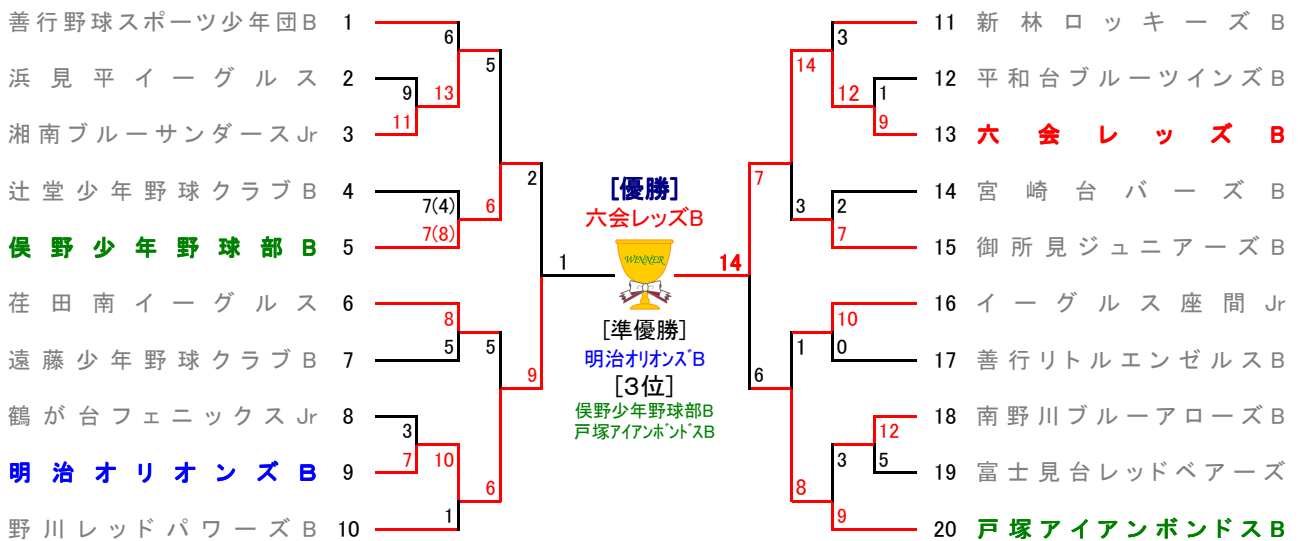 善行野球スポーツ少年団B 1
6
浜見平イーグルス 2
9
13
5
湘南ブルーサンダースJr 3
11
辻堂少年野球クラブB 4
7(4)
6
2
俣野少年野球部B 5
7(8)
1
荏田南イーグルス 6
8
遠藤少年野球クラブB 7
5
5
9
鶴が台フェニックスJr 8
3
明治オリオンズB 9
7
10
6
野川レッドパワーズB 10
1
[優勝]
六会レッズB
WINNER
[準優勝]
明治オリオンズB
[3位]
俣野少年野球部B
戸塚アイアンボンドスB
11 新林ロッキーズB
3
14
12 平和台ブルーツインズB
1
12
13 六会レッズB
9
7
14 宮崎台バーズB
2
3
15 御所見ジュニアーズB
7
14
16 イーグルス座間Jr
10
1
17 善行リトルエンゼルスB
0
6
18 南野川ブルーアローズB
12
3
19 富士見台レッドベアーズ
5
8
20 戸塚アイアンボンドスB
9